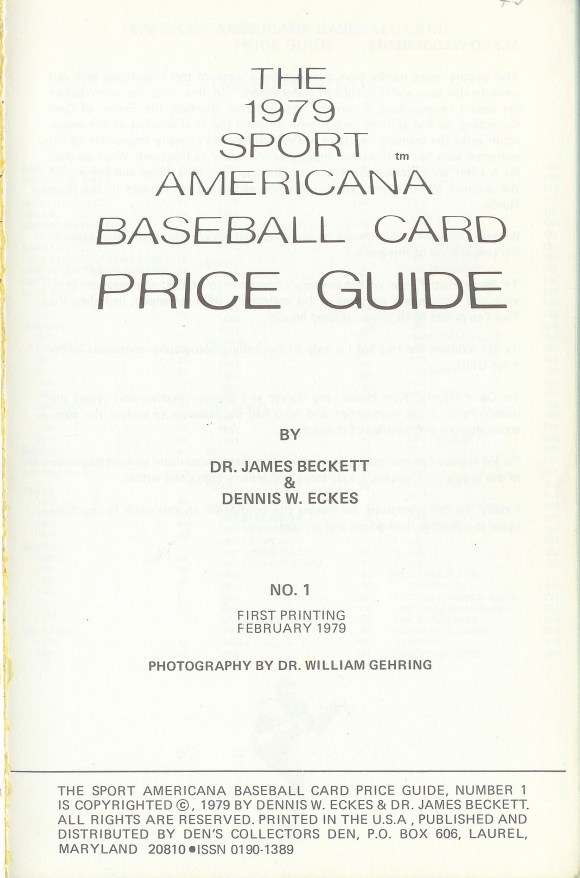 THE
1979
SPORT
tm
AMERICANA
BASEBALL CARD
PRICE GUIDE
BY
DR. JAMES BECKETT
&
DENNIS W. ECKES
NO. 1
FIRST PRINTING
FEBRUARY 1979
PHOTOGRAPHY BY DR. WILLIAM GEHRING
THE SPORT AMERICANA BASEBALL CARD PRICE GUIDE, NUMBER 1
IS COPYRIGHTED ©, 1979 BY DENNIS W. ECKES & DR. JAMES BECKETT.
ALL RIGHTS ARE RESERVED. PRINTED IN THE U.S.A , PUBLISHED AND
DISTRIBUTED BY DEN'S COLLECTORS DEN, P.O. BOX 606, LAUREL,
MARYLAND 20810 ● ISSN 0190-1389